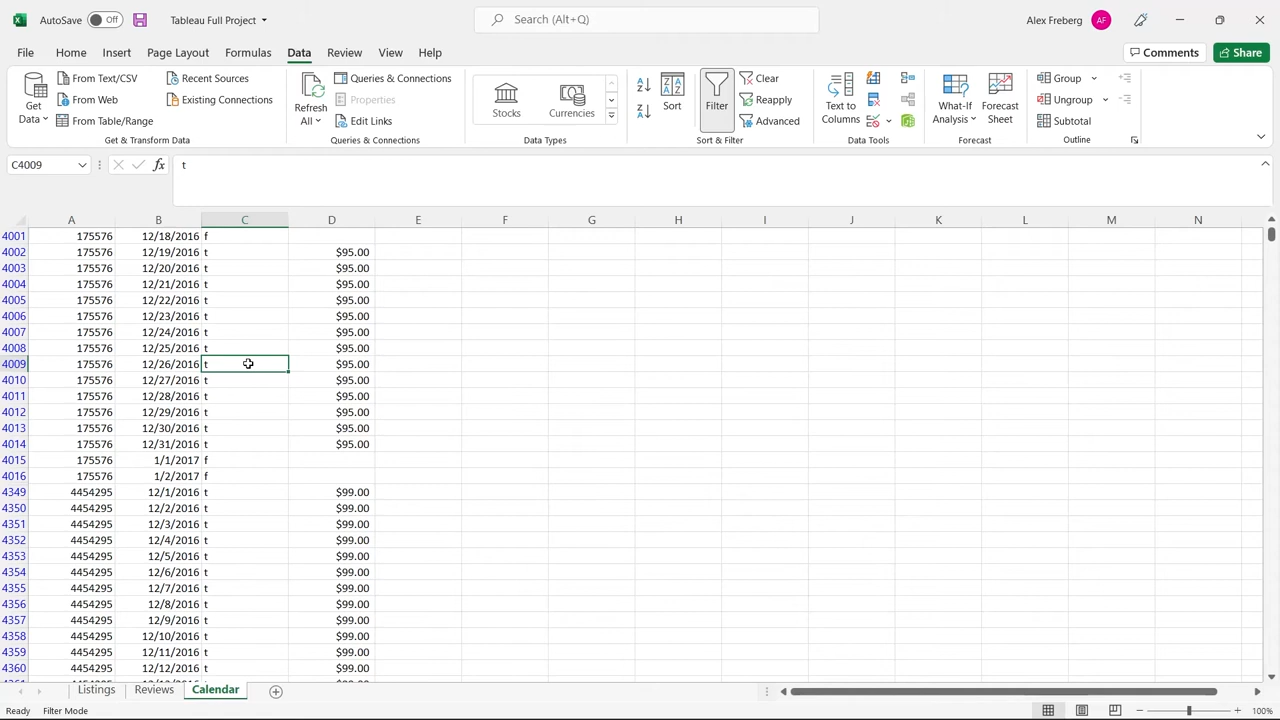 AutoSave Off Tableau Full Project Search (Alt+Q) Alex Freberg AF
File Home Insert Page Layout Formulas Data Review View Help Comments Share
Get Data
From Text/CSV
From Web
From Table/Range
Recent Sources
Existing Connections
Get & Transform Data
Refresh All
Queries & Connections
Properties
Edit Links
Queries & Connections
Stocks
Currencies
Data Types
Sort
Filter
Clear
Reapply
Advanced
Sort & Filter
Text to Columns
Data Tools
What-If Analysis
Forecast Sheet
Forecast
Group
Ungroup
Subtotal
Outline
C4009 fx t
A B C D E F G H I J K L M N
4001 175576 12/18/2016 f
4002 175576 12/19/2016 t $95.00
4003 175576 12/20/2016 t $95.00
4004 175576 12/21/2016 t $95.00
4005 175576 12/22/2016 t $95.00
4006 175576 12/23/2016 t $95.00
4007 175576 12/24/2016 t $95.00
4008 175576 12/25/2016 t $95.00
4009 175576 12/26/2016 t $95.00
4010 175576 12/27/2016 t $95.00
4011 175576 12/28/2016 t $95.00
4012 175576 12/29/2016 t $95.00
4013 175576 12/30/2016 t $95.00
4014 175576 12/31/2016 t $95.00
4015 175576 1/1/2017 f
4016 175576 1/2/2017 f
4349 4454295 12/1/2016 t $99.00
4350 4454295 12/2/2016 t $99.00
4351 4454295 12/3/2016 t $99.00
4352 4454295 12/4/2016 t $99.00
4353 4454295 12/5/2016 t $99.00
4354 4454295 12/6/2016 t $99.00
4355 4454295 12/7/2016 t $99.00
4356 4454295 12/8/2016 t $99.00
4357 4454295 12/9/2016 t $99.00
4358 4454295 12/10/2016 t $99.00
4359 4454295 12/11/2016 t $99.00
4360 4454295 12/12/2016 t $99.00
Listings Reviews Calendar
Ready Filter Mode 100%